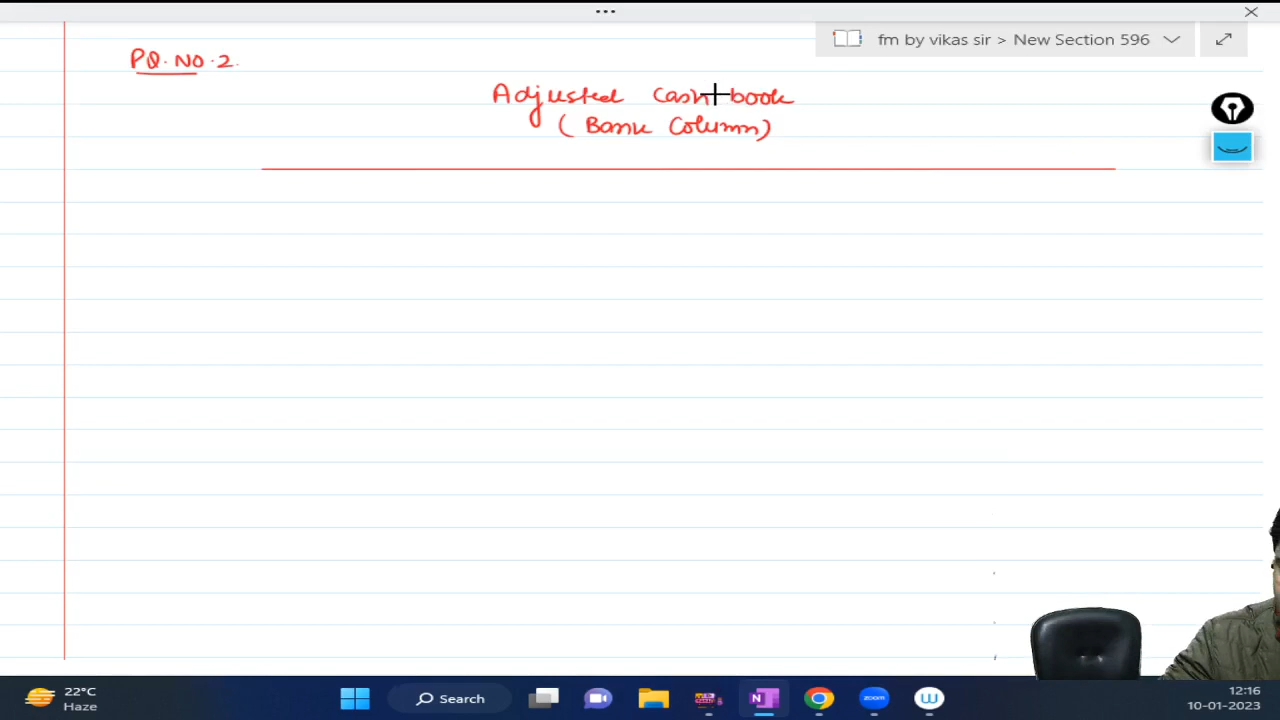 fm by vikas sir > New Section 596
PQ. NO. 2.
Adjusted Cash book
(Bank Column)
22°C
Haze
Search
12:16
10-01-2023